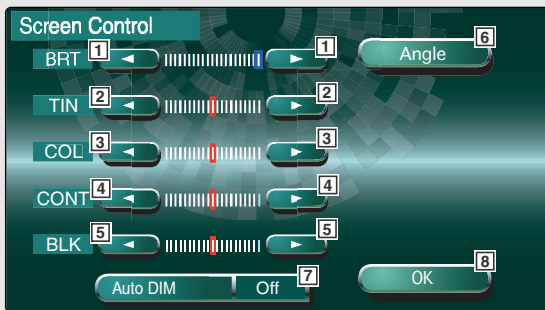 Screen Control
BRT 1 ◄ ► 1
Angle 6
TIN 2 ◄ ► 2
COL 3 ◄ ► 3
CONT 4 ◄ ► 4
BLK 5 ◄ ► 5
Auto DIM Off 7
OK 8